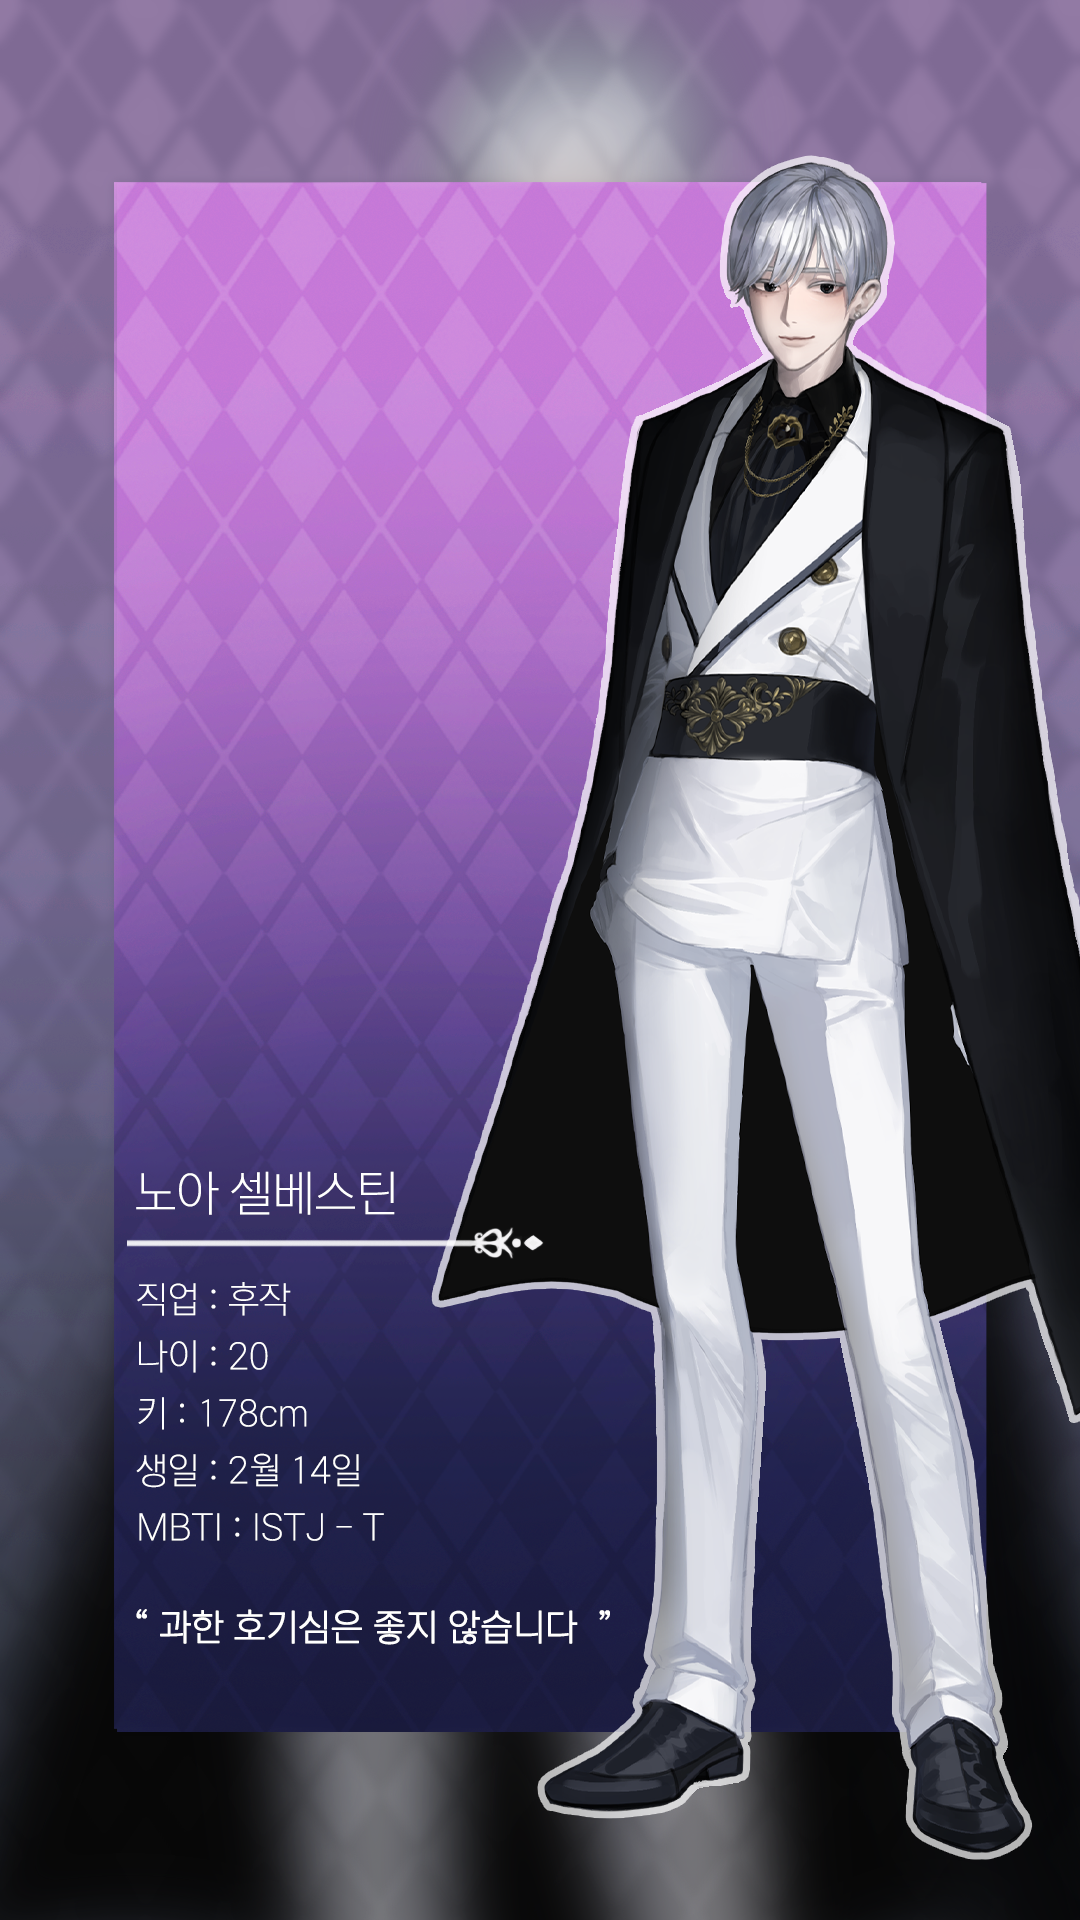 노아 셀베스틴
직업 : 후작
나이 : 20
키 : 178cm
생일 : 2월 14일
MBTI : ISTJ - T
“ 과한 호기심은 좋지 않습니다 ”